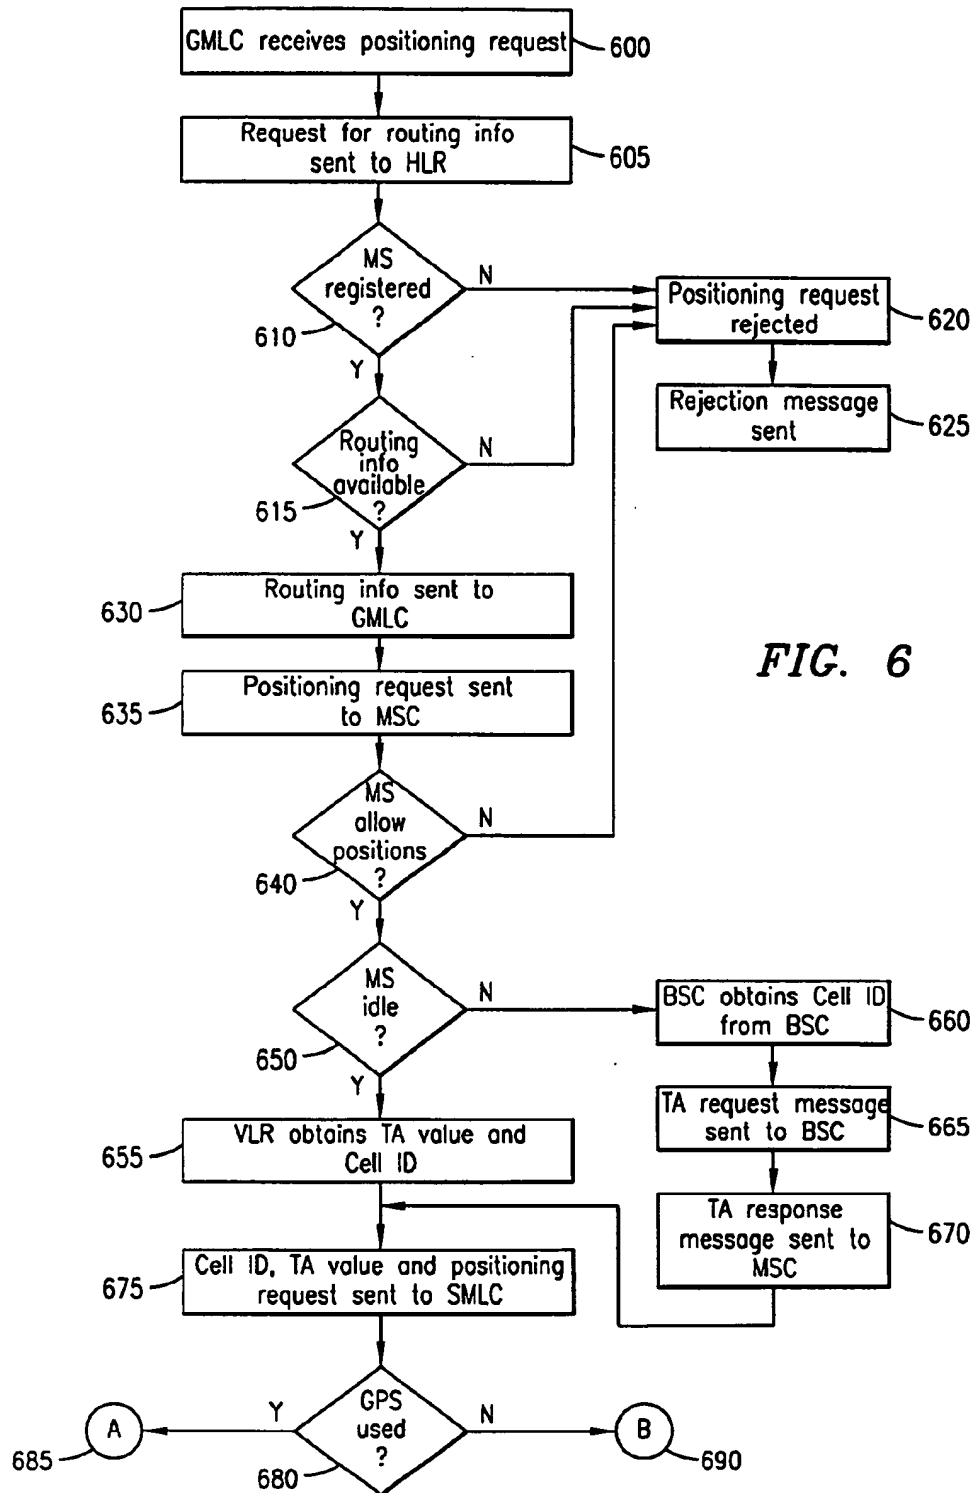 GMLC receives positioning request
600
Request for routing info
sent to HLR
605
MS
registered
?
610
N
Y
Positioning request
rejected
620
Rejection message
sent
625
Routing
info
available
?
615
N
Y
Routing info sent to
GMLC
630
Positioning request sent
to MSC
635
FIG. 6
MS
allow
positions
?
640
N
Y
MS
idle
?
650
N
Y
BSC obtains Cell ID
from BSC
660
TA request message
sent to BSC
665
TA response
message sent to
MSC
670
VLR obtains TA value and
Cell ID
655
Cell ID, TA value and positioning
request sent to SMLC
675
GPS
used
?
680
Y
N
A
685
B
690